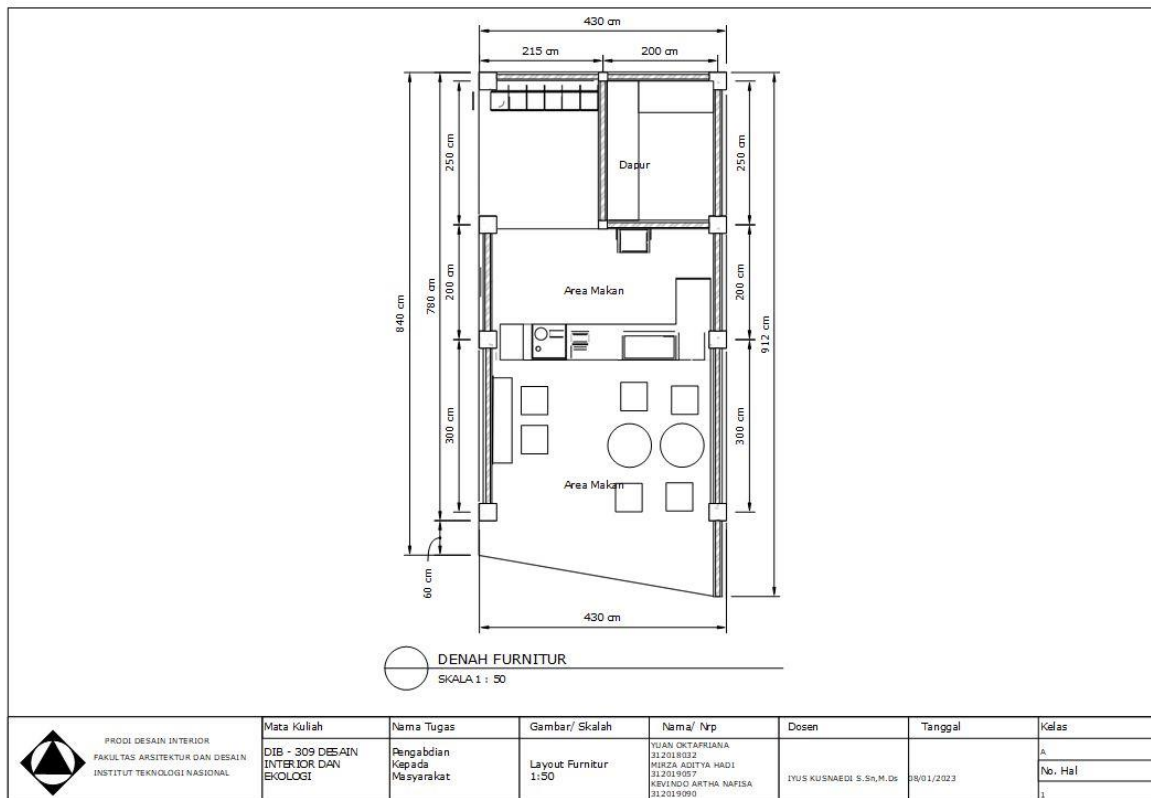 430 cm
215 cm
200 cm
250 cm
250 cm
Dapur
200 cm
200 cm
Area Makan
840 cm
780 cm
912 cm
300 cm
300 cm
Area Makan
60 cm
430 cm
DENAH FURNITUR
SKALA 1 : 50
PRODI DESAIN INTERIOR
FAKULTAS ARSITEKTUR DAN DESAIN
INSTITUT TEKNOLOGI NASIONAL
Mata Kuliah
DIB - 309 DESAIN
INTERIOR DAN
EKOLOGI
Nama Tugas
Pengabdian
Kepada
Masyarakat
Gambar/ Skalah
Layout Furnitur
1:50
Nama/ Nrp
YUAN OKTAFRIANA
312018032
MIRZA ADITYA HADI
312019057
KEVINDO ARTHA NAFISA
312019090
Dosen
IYUS KUSNAEDI S.Sn,M.Ds
Tanggal
08/01/2023
Kelas
A
No. Hal
1